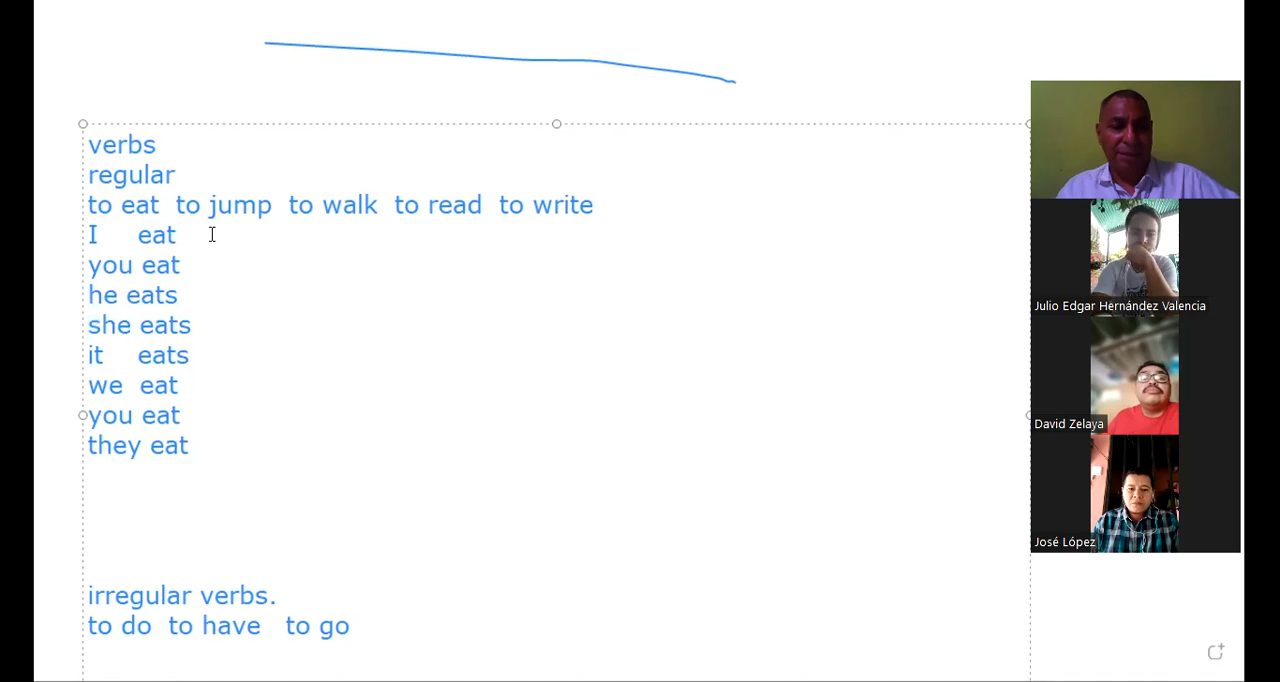 verbs
regular
to eat to jump to walk to read to write
I eat
you eat
he eats
she eats
it eats
we eat
you eat
they eat
irregular verbs.
to do to have to go
Julio Edgar Hernández Valencia
David Zelaya
José López